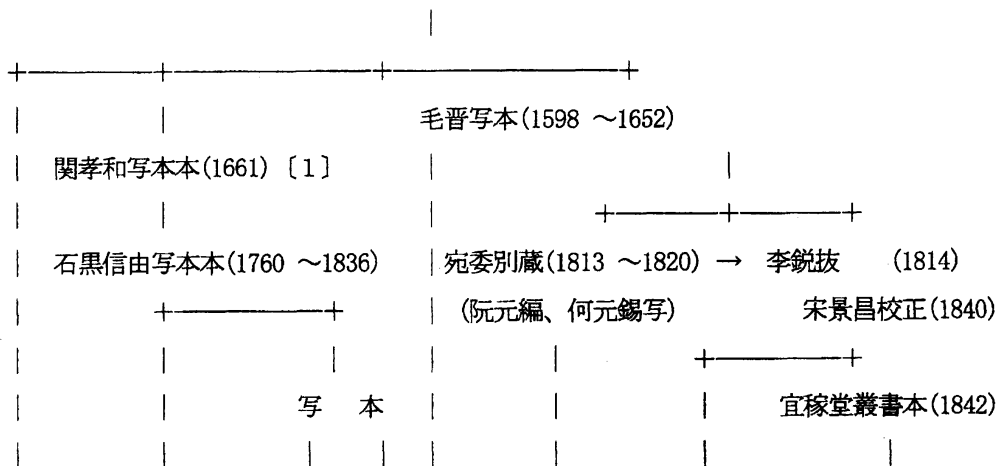 毛晋写本(1598 ～1652)
関孝和写本本(1661) 〔1〕
石黒信由写本本(1760 ～1836) 宛委別蔵(1813 ～1820) → 李鋭抜 (1814)
(阮元編、何元錫写) 宋景昌校正(1840)
写 本 宜稼堂叢書本(1842)